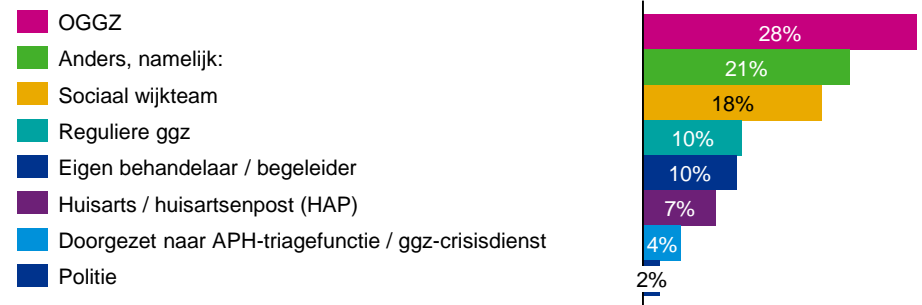 OGGZ 28%
Anders, namelijk: 21%
Sociaal wijkteam 18%
Reguliere ggz 10%
Eigen behandelaar / begeleider 10%
Huisarts / huisartsenpost (HAP) 7%
Doorgezet naar APH-triagefunctie / ggz-crisisdienst 4%
Politie 2%